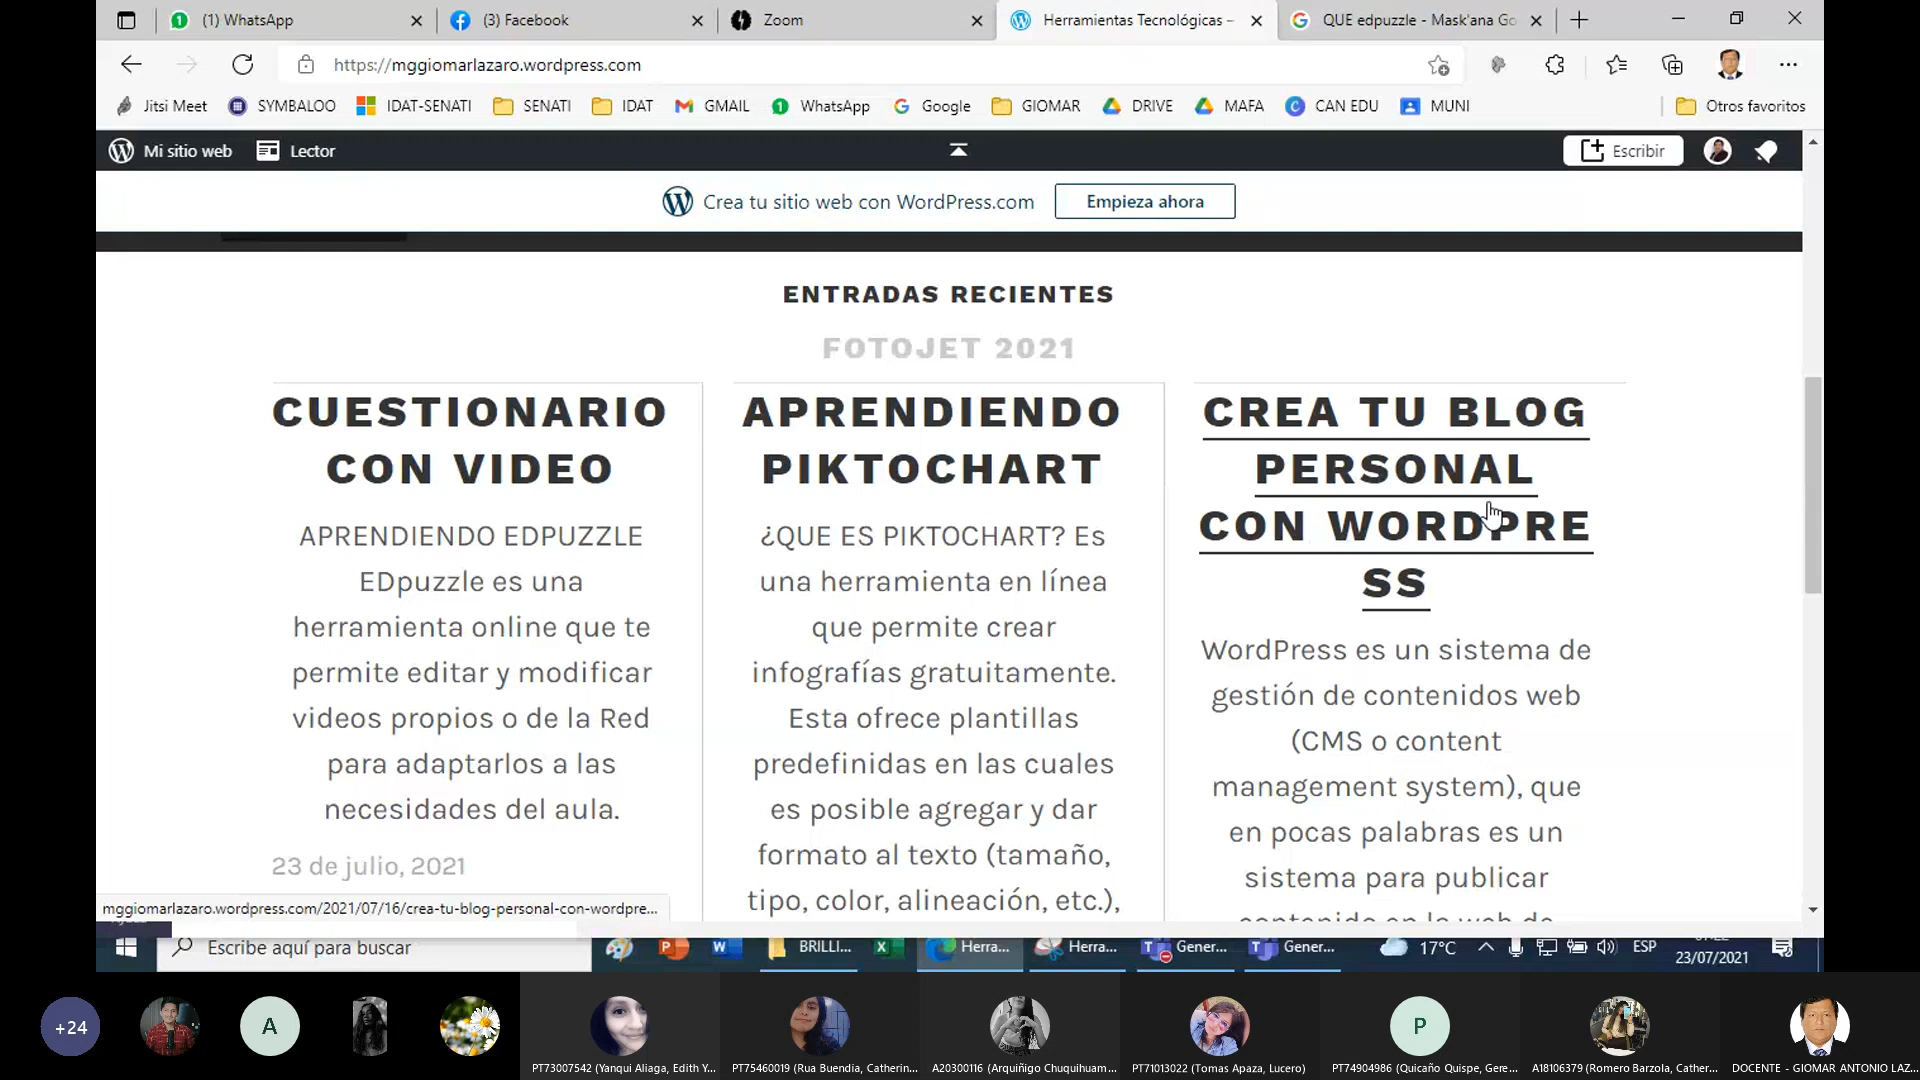 (1) WhatsApp
(3) Facebook
Zoom
Herramientas Tecnológicas –
QUE edpuzzle - Mask'ana Go
https://mggiomarlazaro.wordpress.com
Jitsi Meet
SYMBALOO
IDAT-SENATI
SENATI
IDAT
GMAIL
WhatsApp
Google
GIOMAR
DRIVE
MAFA
CAN EDU
MUNI
Otros favoritos
Mi sitio web
Lector
Escribir
Crea tu sitio web con WordPress.com
Empieza ahora
ENTRADAS RECIENTES
FOTOJET 2021
CUESTIONARIO
CON VIDEO
APRENDIENDO EDPUZZLE
EDpuzzle es una
herramienta online que te
permite editar y modificar
videos propios o de la Red
para adaptarlos a las
necesidades del aula.
23 de julio, 2021
APRENDIENDO
PIKTOCHART
¿QUE ES PIKTOCHART? Es
una herramienta en línea
que permite crear
infografías gratuitamente.
Esta ofrece plantillas
predefinidas en las cuales
es posible agregar y dar
formato al texto (tamaño,
tipo, color, alineación, etc.),
CREA TU BLOG
PERSONAL
CON WORDPRE
SS
WordPress es un sistema de
gestión de contenidos web
(CMS o content
management system), que
en pocas palabras es un
sistema para publicar
contenido en la web de
mggiomarlazaro.wordpress.com/2021/07/16/crea-tu-blog-personal-con-wordpre...
Escribe aquí para buscar
BRILLI...
Herra...
Herra...
Gener...
Gener...
17°C
ESP
23/07/2021
+24
A
P
PT73007542 (Yanqui Aliaga, Edith Y...
PT75460019 (Rua Buendia, Catherin...
A20300116 (Arquiñigo Chuquihuam...
PT71013022 (Tomas Apaza, Lucero)
PT74904986 (Quicaño Quispe, Gere...
A18106379 (Romero Barzola, Cather...
DOCENTE - GIOMAR ANTONIO LAZ...